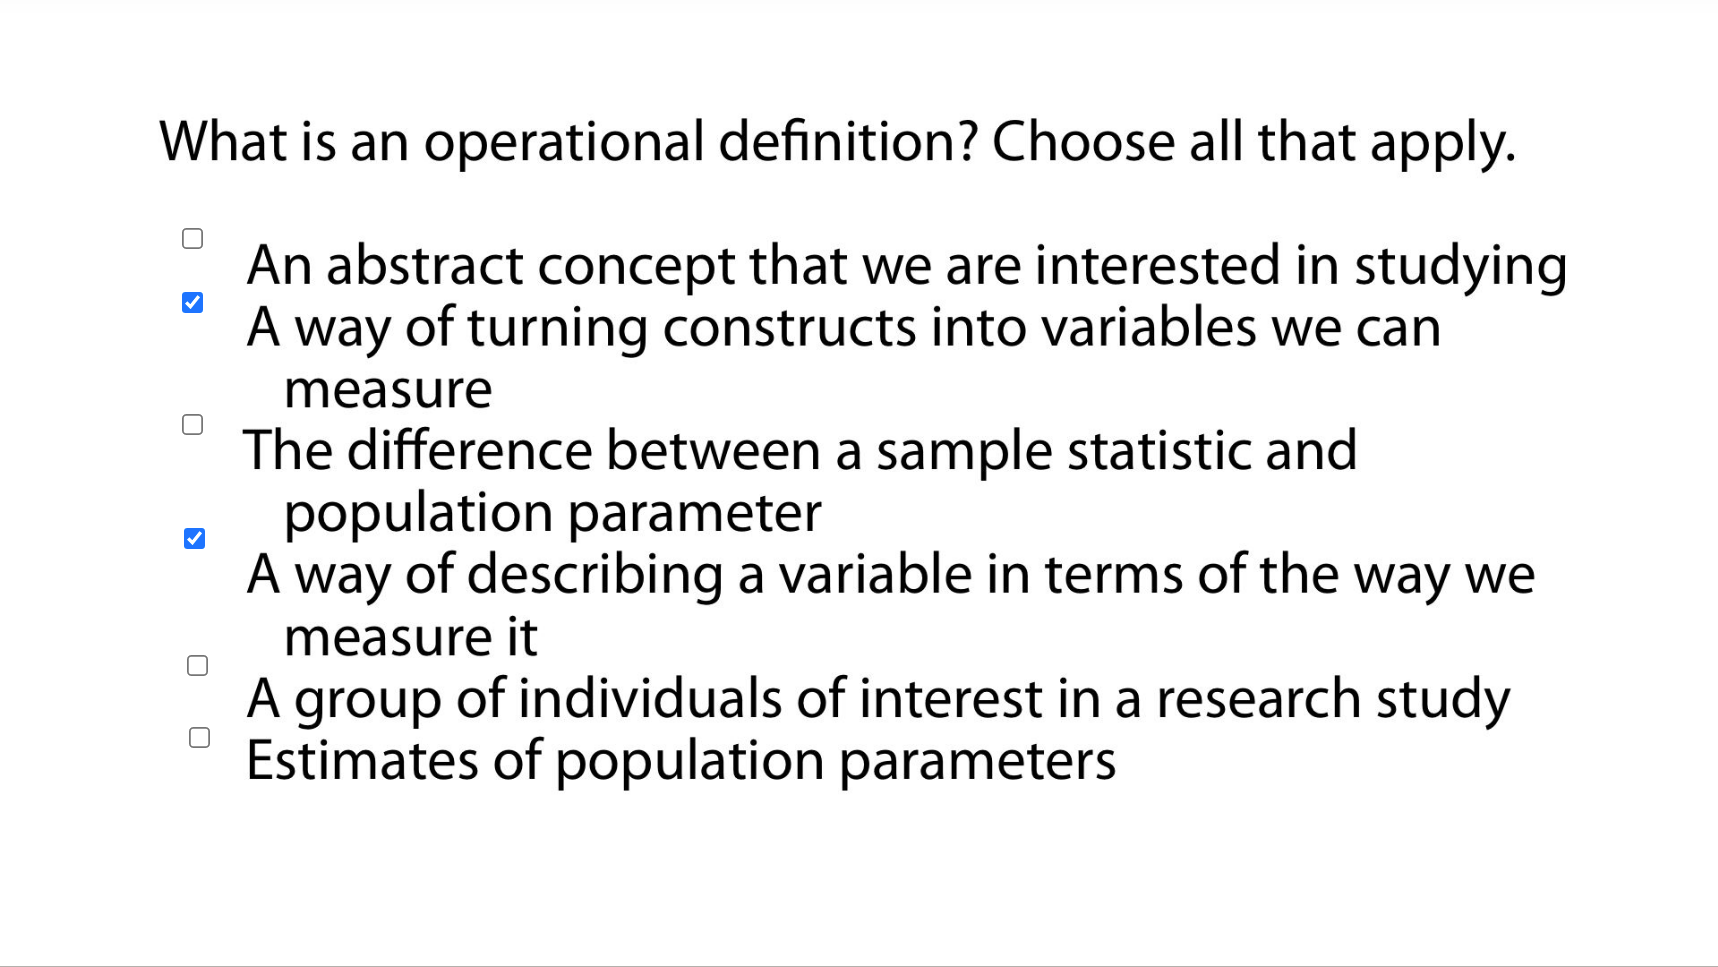 What is an operational definition? Choose all that apply.
An abstract concept that we are interested in studying
A way of turning constructs into variables we can
measure
The difference between a sample statistic and
population parameter
A way of describing a variable in terms of the way we
measure it
A group of individuals of interest in a research study
Estimates of population parameters